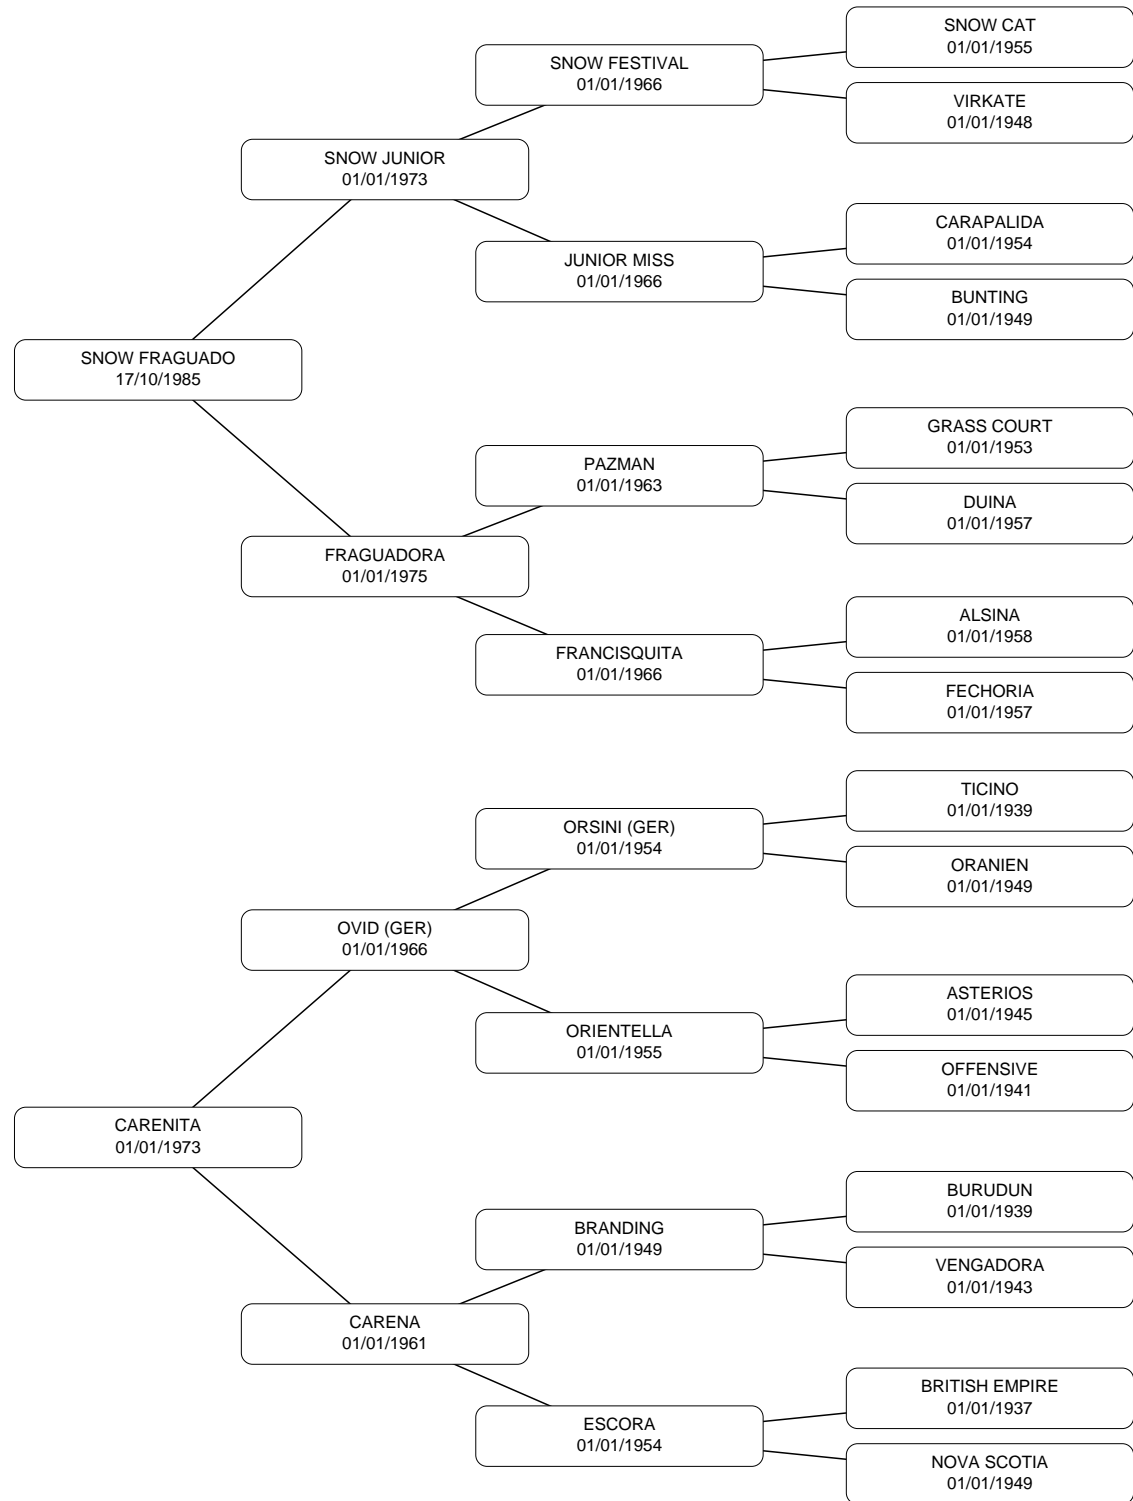 SNOW CAT
01/01/1955
SNOW FESTIVAL
01/01/1966
VIRKATE
01/01/1948
SNOW JUNIOR
01/01/1973
CARAPALIDA
01/01/1954
JUNIOR MISS
01/01/1966
BUNTING
01/01/1949
SNOW FRAGUADO
17/10/1985
GRASS COURT
01/01/1953
PAZMAN
01/01/1963
DUINA
01/01/1957
FRAGUADORA
01/01/1975
ALSINA
01/01/1958
FRANCISQUITA
01/01/1966
FECHORIA
01/01/1957
TICINO
01/01/1939
ORSINI (GER)
01/01/1954
ORANIEN
01/01/1949
OVID (GER)
01/01/1966
ASTERIOS
01/01/1945
ORIENTELLA
01/01/1955
OFFENSIVE
01/01/1941
CARENITA
01/01/1973
BURUDUN
01/01/1939
BRANDING
01/01/1949
VENGADORA
01/01/1943
CARENA
01/01/1961
BRITISH EMPIRE
01/01/1937
ESCORA
01/01/1954
NOVA SCOTIA
01/01/1949